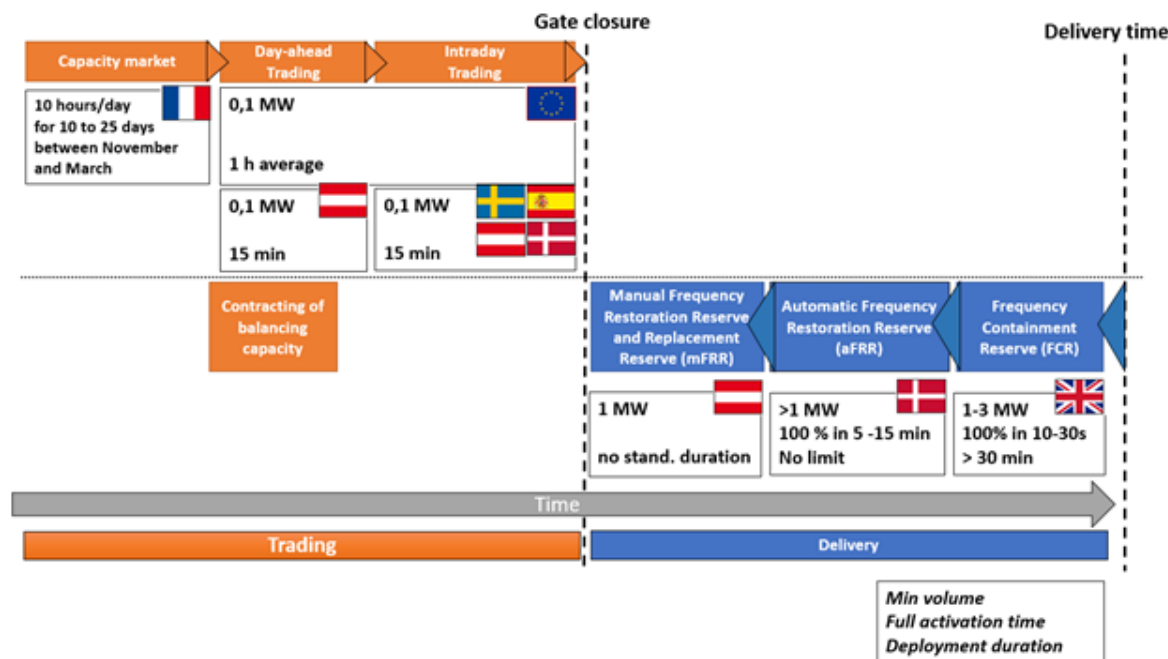 Gate closure
Delivery time
Capacity market
Day-ahead
Trading
Intraday
Trading
10 hours/day
for 10 to 25 days
between November
and March
0,1 MW
1 h average
0,1 MW
15 min
0,1 MW
15 min
Contracting of
balancing
capacity
Manual Frequency
Restoration Reserve
and Replacement
Reserve (mFRR)
Automatic Frequency
Restoration Reserve
(aFRR)
Frequency
Containment
Reserve (FCR)
1 MW
no stand. duration
>1 MW
100 % in 5 -15 min
No limit
1-3 MW
100% in 10-30s
> 30 min
Time
Trading
Delivery
Min volume
Full activation time
Deployment duration